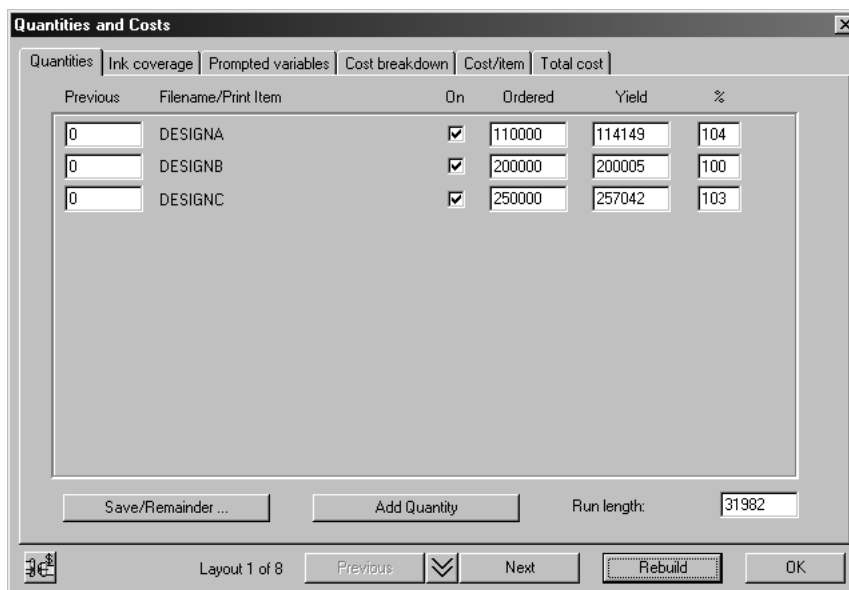 Quantities and Costs
Quantities Ink coverage Prompted variables Cost breakdown Cost/item Total cost
Previous Filename/Print Item On Ordered Yield %
0 DESIGNA 110000 114149 104
0 DESIGNB 200000 200005 100
0 DESIGNC 250000 257042 103
Save/Remainder ... Add Quantity Run length: 31982
Layout 1 of 8 Previous Next Rebuild OK